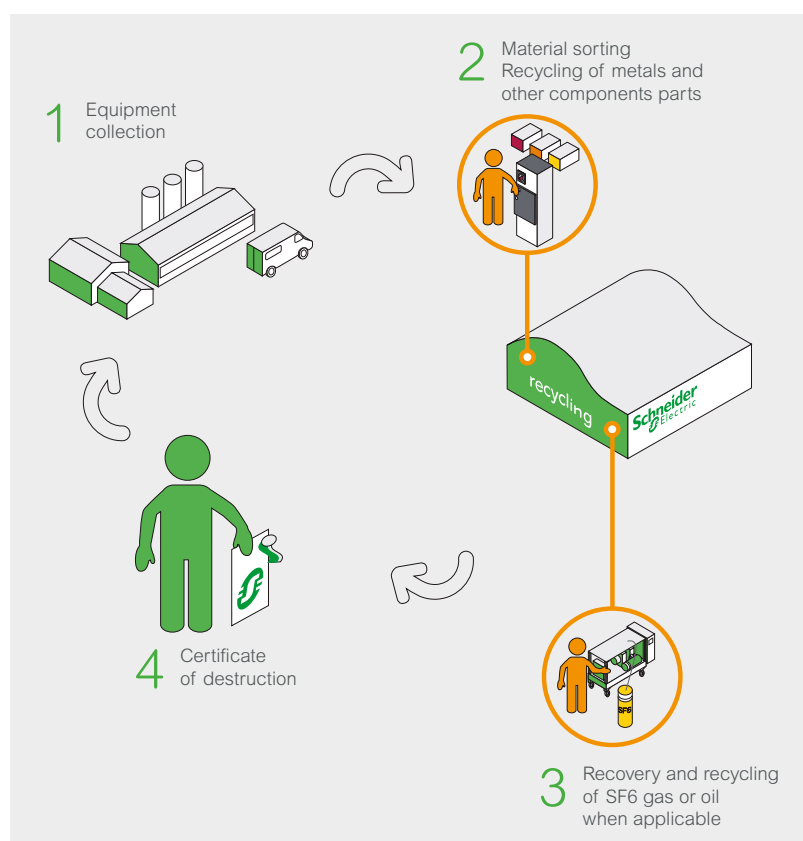 1
Equipment
collection
2
Material sorting
Recycling of metals and
other components parts
recycling
Schneider
Electric
SF6
3
Recovery and recycling
of SF6 gas or oil
when applicable
4
Certificate
of destruction